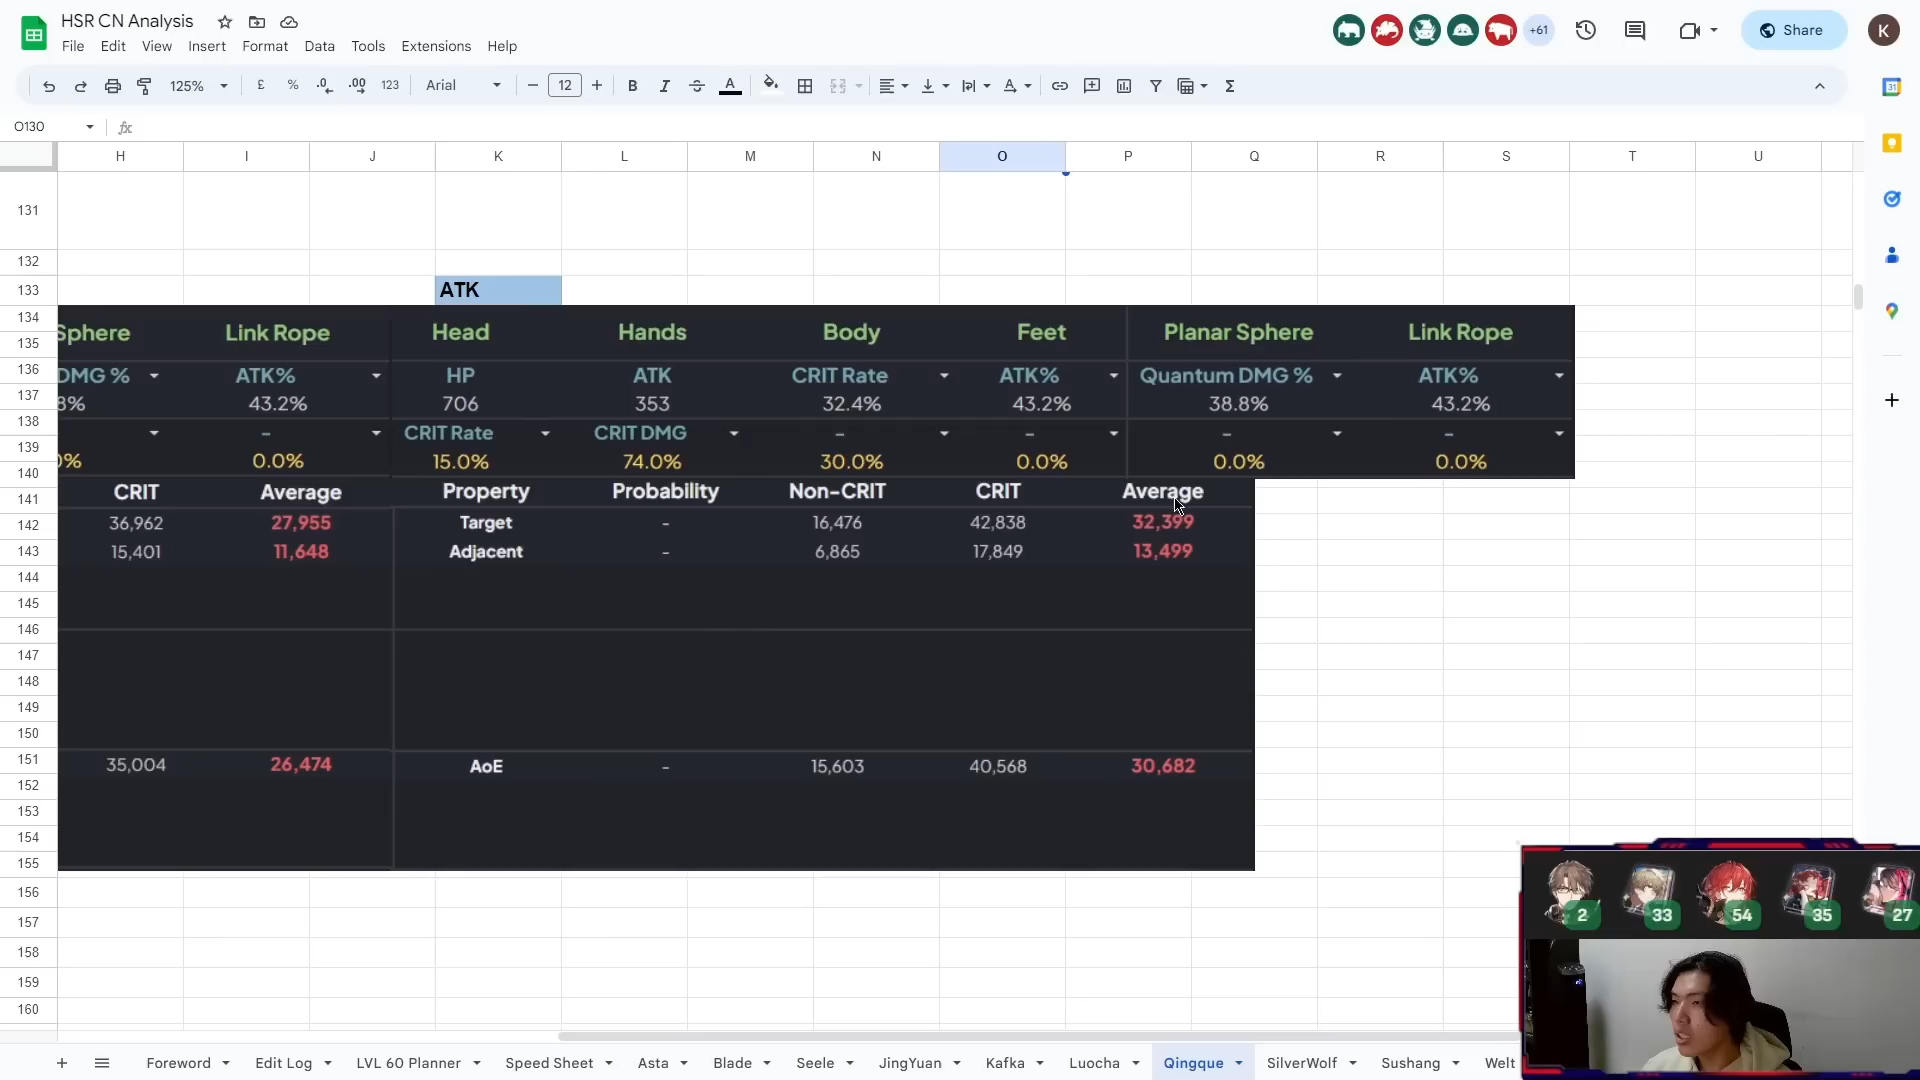 HSR CN Analysis
File Edit View Insert Format Data Tools Extensions Help
+61
Share
K
125% £ % .0 .00 123 Arial 12 B I S A A Σ
O130 fx
31
H I J K L M N O P Q R S T U
131
132
133 ATK
134 Sphere Link Rope Head Hands Body Feet Planar Sphere Link Rope
135
136 DMG % ATK% HP ATK CRIT Rate ATK% Quantum DMG % ATK%
137 8% 43.2% 706 353 32.4% 43.2% 38.8% 43.2%
138 - CRIT Rate CRIT DMG - - - -
139 0% 0.0% 15.0% 74.0% 30.0% 0.0% 0.0% 0.0%
140
141 CRIT Average Property Probability Non-CRIT CRIT Average
142 36,962 27,955 Target - 16,476 42,838 32,399
143 15,401 11,648 Adjacent - 6,865 17,849 13,499
144
145
146
147
148
149
150
151 35,004 26,474 AoE - 15,603 40,568 30,682
152
153
154
155
156
157
158
159
160
2 33 54 35 27
+ Foreword Edit Log LVL 60 Planner Speed Sheet Asta Blade Seele JingYuan Kafka Luocha Qingque SilverWolf Sushang Welt